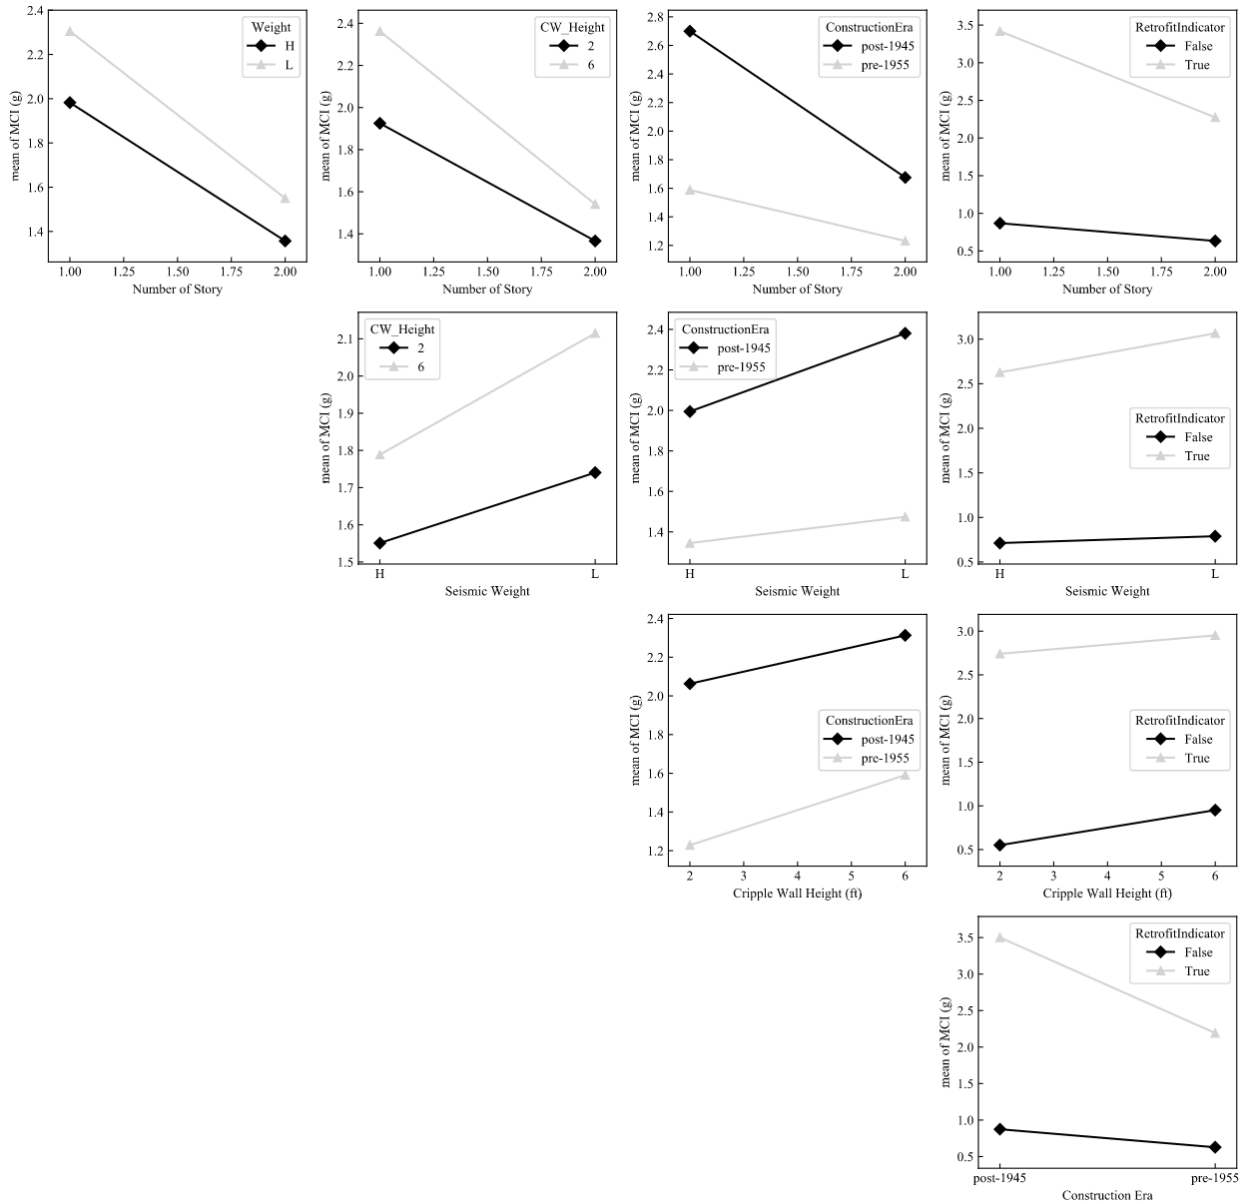 mean of MCI (g)
2.4
2.2
2.0
1.8
1.6
1.4
Weight
H
L
1.00 1.25 1.50 1.75 2.00
Number of Story
mean of MCI (g)
2.4
2.2
2.0
1.8
1.6
1.4
CW_Height
2
6
1.00 1.25 1.50 1.75 2.00
Number of Story
mean of MCI (g)
2.8
2.6
2.4
2.2
2.0
1.8
1.6
1.4
1.2
ConstructionEra
post-1945
pre-1955
1.00 1.25 1.50 1.75 2.00
Number of Story
mean of MCI (g)
3.5
3.0
2.5
2.0
1.5
1.0
0.5
RetrofitIndicator
False
True
1.00 1.25 1.50 1.75 2.00
Number of Story
mean of MCI (g)
2.1
2.0
1.9
1.8
1.7
1.6
1.5
CW_Height
2
6
H L
Seismic Weight
mean of MCI (g)
2.4
2.2
2.0
1.8
1.6
1.4
ConstructionEra
post-1945
pre-1955
H L
Seismic Weight
mean of MCI (g)
3.0
2.5
2.0
1.5
1.0
0.5
RetrofitIndicator
False
True
H L
Seismic Weight
mean of MCI (g)
2.4
2.2
2.0
1.8
1.6
1.4
1.2
ConstructionEra
post-1945
pre-1955
2 3 4 5 6
Cripple Wall Height (ft)
mean of MCI (g)
3.0
2.5
2.0
1.5
1.0
0.5
RetrofitIndicator
False
True
2 3 4 5 6
Cripple Wall Height (ft)
mean of MCI (g)
3.5
3.0
2.5
2.0
1.5
1.0
0.5
RetrofitIndicator
False
True
post-1945 pre-1955
Construction Era